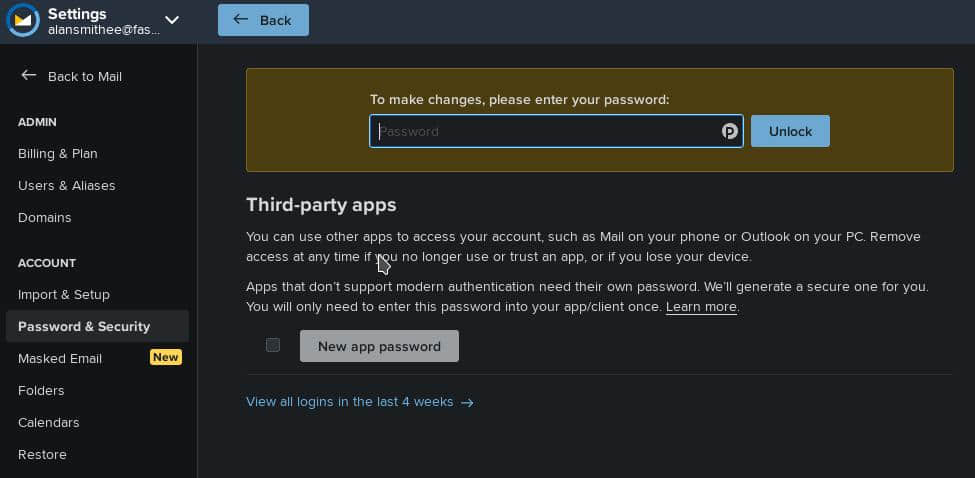 Settings
alansmithee@fas...
Back
Back to Mail
ADMIN
Billing & Plan
Users & Aliases
Domains
ACCOUNT
Import & Setup
Password & Security
Masked Email
New
Folders
Calendars
Restore
To make changes, please enter your password:
Password
Unlock
Third-party apps
You can use other apps to access your account, such as Mail on your phone or Outlook on your PC. Remove
access at any time if you no longer use or trust an app, or if you lose your device.
Apps that don’t support modern authentication need their own password. We’ll generate a secure one for you.
You will only need to enter this password into your app/client once. Learn more.
New app password
View all logins in the last 4 weeks